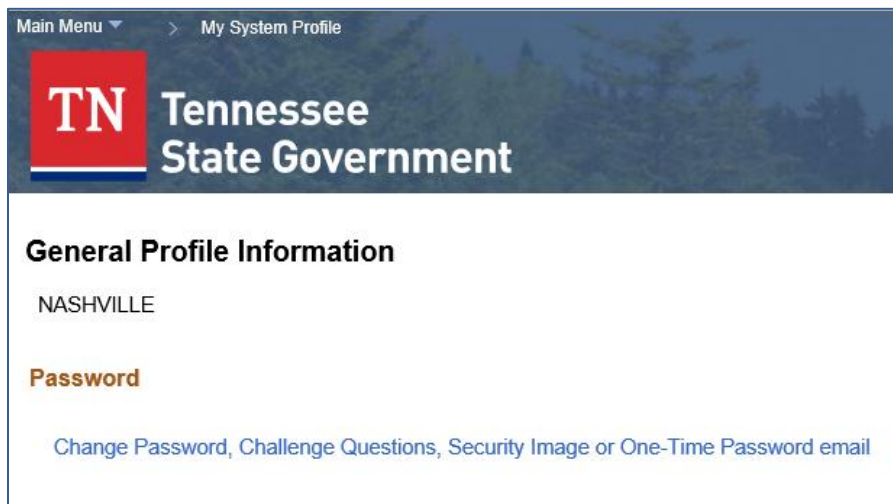 Main Menu > My System Profile
TN
Tennessee
State Government
General Profile Information
NASHVILLE
Password
Change Password, Challenge Questions, Security Image or One-Time Password email